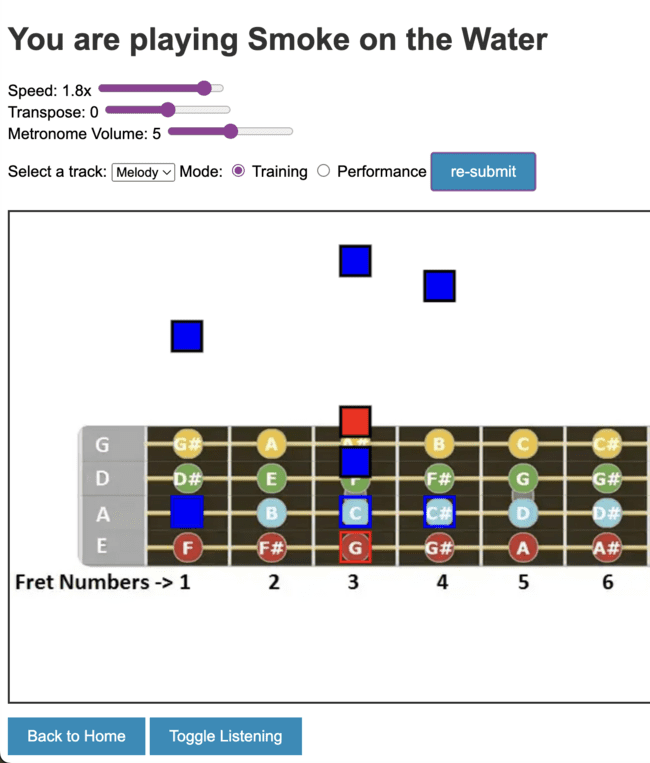 You are playing Smoke on the Water
Speed: 1.8x
Transpose: 0
Metronome Volume: 5
Select a track: Melody Mode: Training Performance re-submit
G G# A A# B C C#
D D# E F F# G G#
A B C C# D D#
E F F# G G# A A#
Fret Numbers -> 1 2 3 4 5 6
Back to Home Toggle Listening